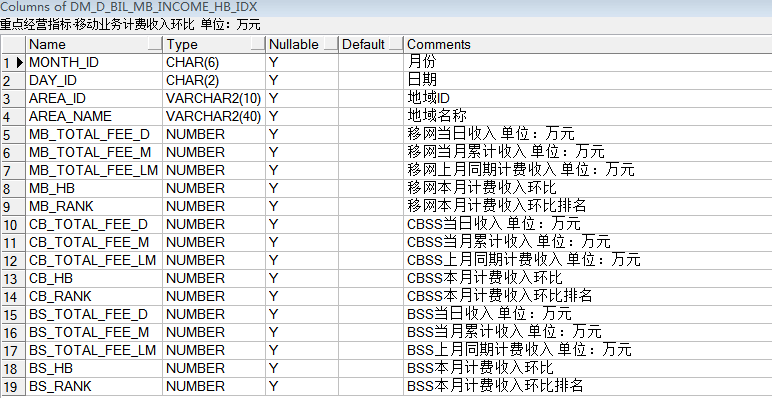 Columns of DM_D_BIL_MB_INCOME_HB_IDX
重点经营指标-移动业务计费收入环比 单位：万元
Name Type Nullable Default Comments
1 MONTH_ID CHAR(6) Y 月份
2 DAY_ID CHAR(2) Y 日期
3 AREA_ID VARCHAR2(10) Y 地域ID
4 AREA_NAME VARCHAR2(40) Y 地域名称
5 MB_TOTAL_FEE_D NUMBER Y 移网当日收入 单位：万元
6 MB_TOTAL_FEE_M NUMBER Y 移网当月累计收入 单位：万元
7 MB_TOTAL_FEE_LM NUMBER Y 移网上月同期计费收入 单位：万元
8 MB_HB NUMBER Y 移网本月计费收入环比
9 MB_RANK NUMBER Y 移网本月计费收入环比排名
10 CB_TOTAL_FEE_D NUMBER Y CBSS当日收入 单位：万元
11 CB_TOTAL_FEE_M NUMBER Y CBSS当月累计收入 单位：万元
12 CB_TOTAL_FEE_LM NUMBER Y CBSS上月同期计费收入 单位：万元
13 CB_HB NUMBER Y CBSS本月计费收入环比
14 CB_RANK NUMBER Y CBSS本月计费收入环比排名
15 BS_TOTAL_FEE_D NUMBER Y BSS当日收入 单位：万元
16 BS_TOTAL_FEE_M NUMBER Y BSS当月累计收入 单位：万元
17 BS_TOTAL_FEE_LM NUMBER Y BSS上月同期计费收入 单位：万元
18 BS_HB NUMBER Y BSS本月计费收入环比
19 BS_RANK NUMBER Y BSS本月计费收入环比排名